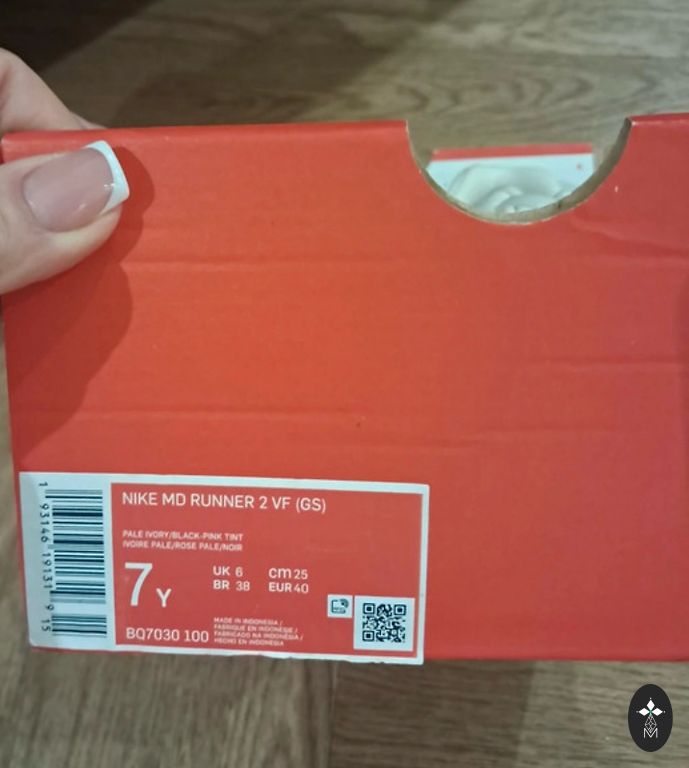 NIKE MD RUNNER 2 VF (GS)
PALE IVORY/BLACK-PINK TINT
IVOIRE PALE/ROSE PALE/NOIR
7Y
UK 6 cm 25
BR 38 EUR 40
BQ7030 100
MADE IN INDONESIA /
FABRIQUE EN INDONESIE /
FABRICADO NA INDONÉSIA /
HECHO EN INDONESIA
1 93146 19131 9 15
M